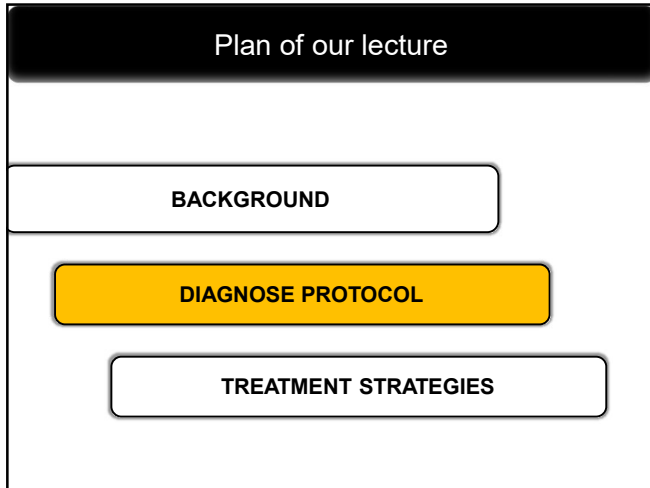 Plan of our lecture
BACKGROUND
DIAGNOSE PROTOCOL
TREATMENT STRATEGIES